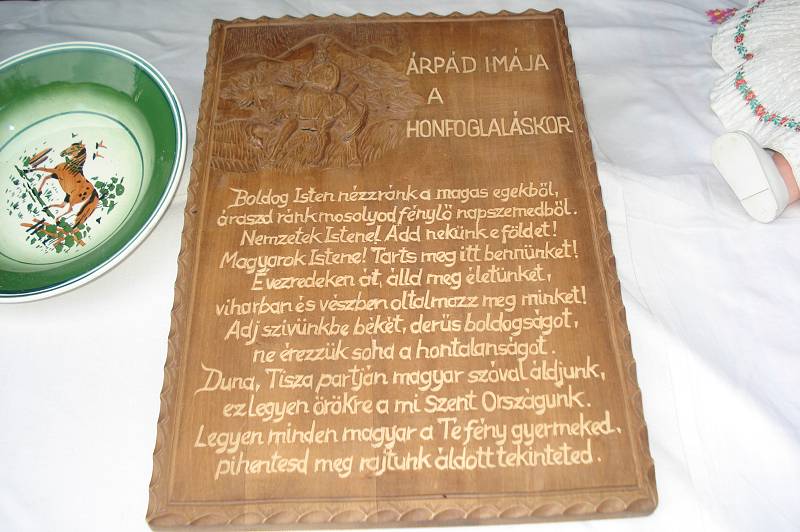 ÁRPÁD IMÁJA
A
HONFOGLALÁSKOR
Boldog Isten nézz ránk a magas egekből,
áraszd ránk mosolyod fénylő napszemedből.
Nemzetek Istene! Add nekünk e földet!
Magyarok Istene! Tarts meg itt bennünket!
Évezredeken át, álld meg életünket,
viharban és vészben oltalmazz meg minket!
Adj szivünkbe békét, derüs boldogságot,
ne érezzük soha a hontalanságot.
Duna, Tisza partján magyar szóval áldjunk,
ez legyen örökre a mi Szent Országunk.
Legyen minden magyar a Te fény gyermeked,
pihentesd meg rajtunk áldott tekinteted.